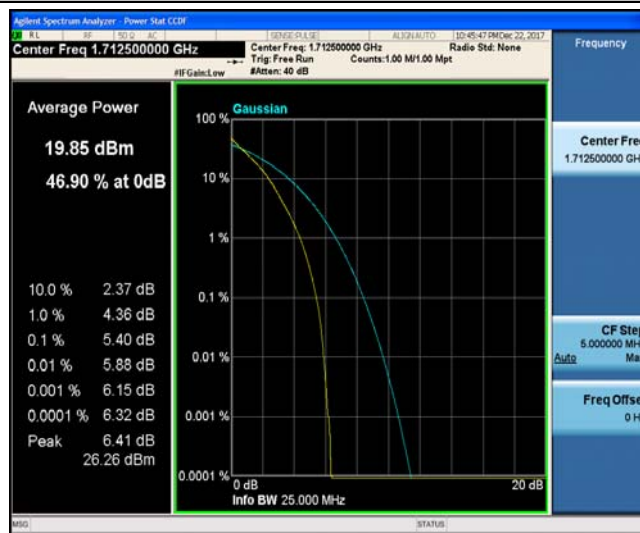 Agilent Spectrum Analyzer - Power Stat CCDF
RL RF 50 Ω AC SENSE:PULSE ALIGN AUTO 10:45:47 PM Dec 22, 2017
Center Freq 1.712500000 GHz
Center Freq: 1.712500000 GHz Radio Std: None
Trig: Free Run Counts:1.00 M/1.00 Mpt
#IFGain:Low #Atten: 40 dB
Frequency
Average Power
19.85 dBm
46.90 % at 0dB
10.0 % 2.37 dB
1.0 % 4.36 dB
0.1 % 5.40 dB
0.01 % 5.88 dB
0.001 % 6.15 dB
0.0001 % 6.32 dB
Peak 6.41 dB
26.26 dBm
Gaussian
100 %
10 %
1 %
0.1 %
0.01 %
0.001 %
0.0001 %
0 dB 20 dB
Info BW 25.000 MHz
Center Fre
1.712500000 GH
CF Step
5.000000 MH
Auto Ma
Freq Offse
0 H
MSG STATUS